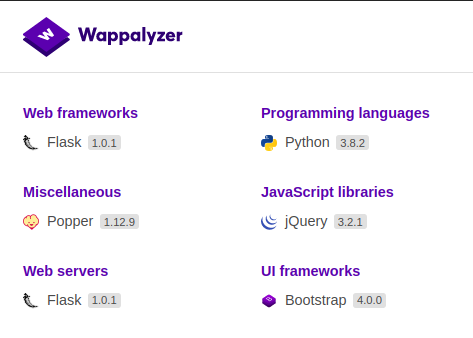 Wappalyzer
Web frameworks
Flask 1.0.1
Programming languages
Python 3.8.2
Miscellaneous
Popper 1.12.9
JavaScript libraries
jQuery 3.2.1
Web servers
Flask 1.0.1
UI frameworks
Bootstrap 4.0.0